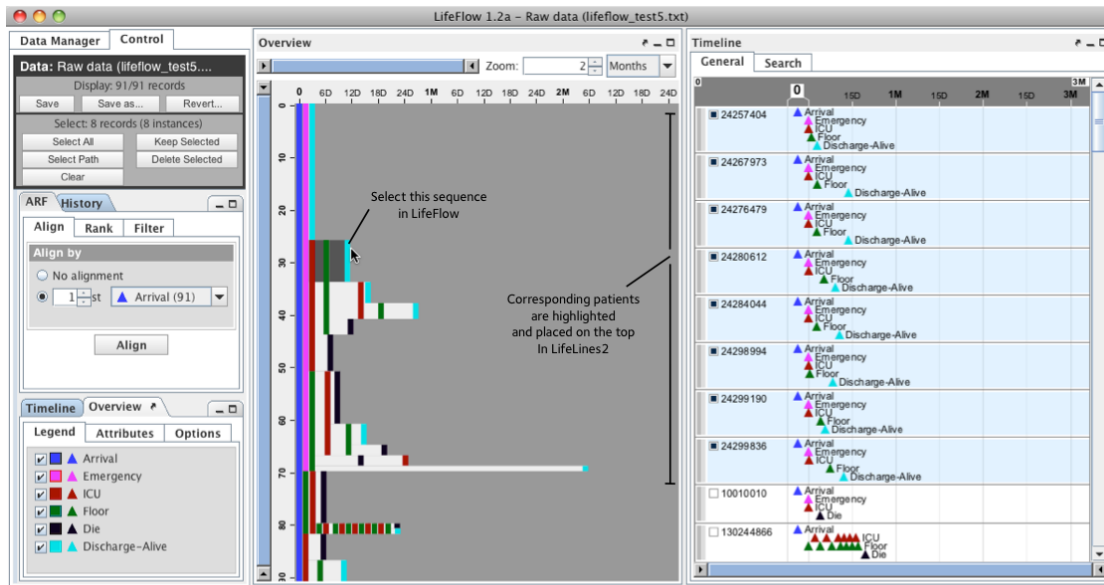 LifeFlow 1.2a – Raw data (lifeflow_test5.txt)
Data Manager
Control
Data: Raw data (lifeflow_test5....
Display: 91/91 records
Save
Save as...
Revert...
Select: 8 records (8 instances)
Select All
Keep Selected
Select Path
Delete Selected
Clear
ARF
History
Align
Rank
Filter
Align by
No alignment
1
st
Arrival (91)
Align
Timeline
Overview
Legend
Attributes
Options
Arrival
Emergency
ICU
Floor
Die
Discharge-Alive
Overview
Zoom:
2
Months
0 6D 12D 18D 24D 1M 6D 12D 18D 24D 2M 6D 12D 18D 24D
0
10
20
30
40
50
60
70
80
90
Select this sequence
in LifeFlow
Corresponding patients
are highlighted
and placed on the top
In LifeLines2
Timeline
General
Search
0
3M
0 15D 1M 15D 2M 15D 3M
24257404
Arrival
Emergency
ICU
Floor
Discharge-Alive
24267973
Arrival
Emergency
ICU
Floor
Discharge-Alive
24276479
Arrival
Emergency
ICU
Floor
Discharge-Alive
24280612
Arrival
Emergency
ICU
Floor
Discharge-Alive
24284044
Arrival
Emergency
ICU
Floor
Discharge-Alive
24298994
Arrival
Emergency
ICU
Floor
Discharge-Alive
24299190
Arrival
Emergency
ICU
Floor
Discharge-Alive
24299836
Arrival
Emergency
ICU
Floor
Discharge-Alive
10010010
Arrival
Emergency
ICU
Die
130244866
Arrival
ICU
Floor
Die